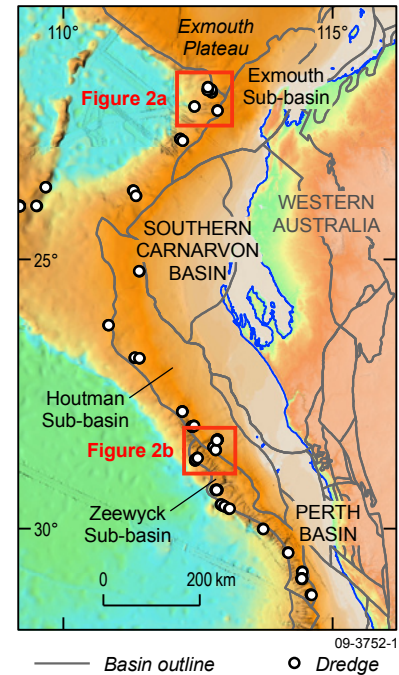 110°
115°
Exmouth
Plateau
Figure 2a
Exmouth
Sub-basin
WESTERN
AUSTRALIA
SOUTHERN
CARNARVON
BASIN
25°
Houtman
Sub-basin
Figure 2b
Zeewyck
Sub-basin
PERTH
BASIN
30°
0 200 km
09-3752-1
Basin outline Dredge